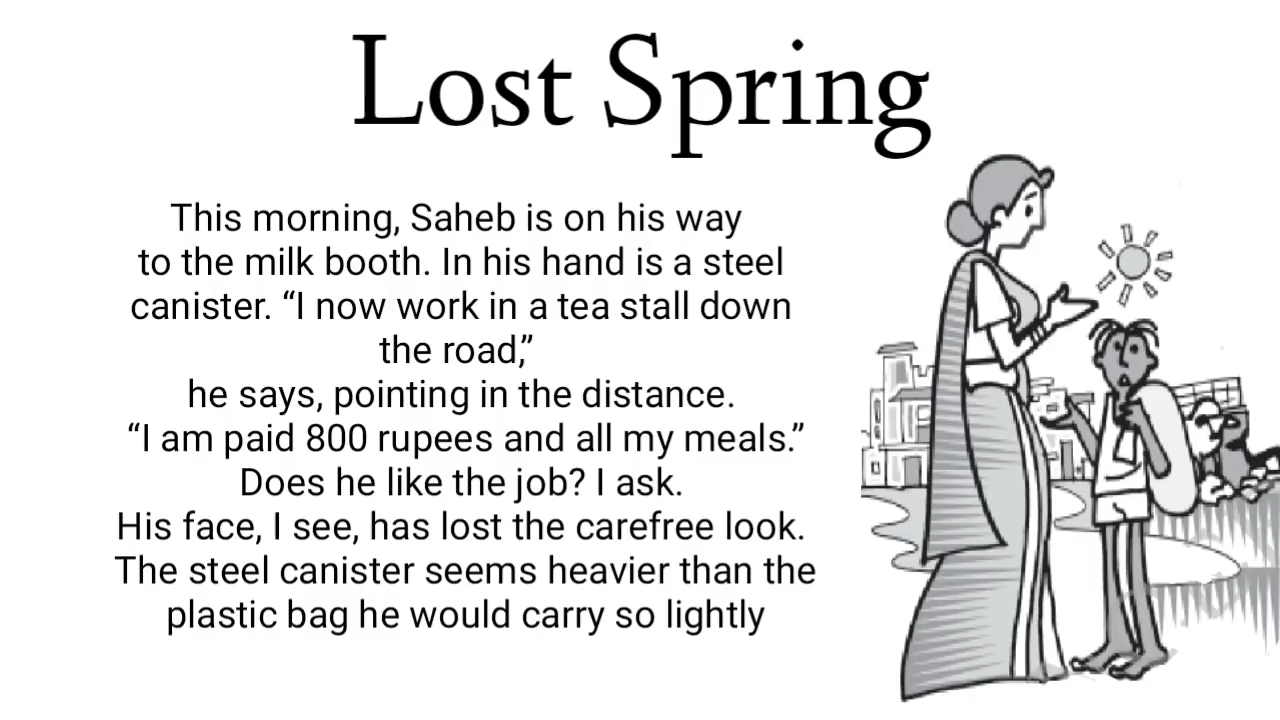 Lost Spring
This morning, Saheb is on his way
to the milk booth. In his hand is a steel
canister. “I now work in a tea stall down
the road,”
he says, pointing in the distance.
“I am paid 800 rupees and all my meals.”
Does he like the job? I ask.
His face, I see, has lost the carefree look.
The steel canister seems heavier than the
plastic bag he would carry so lightly